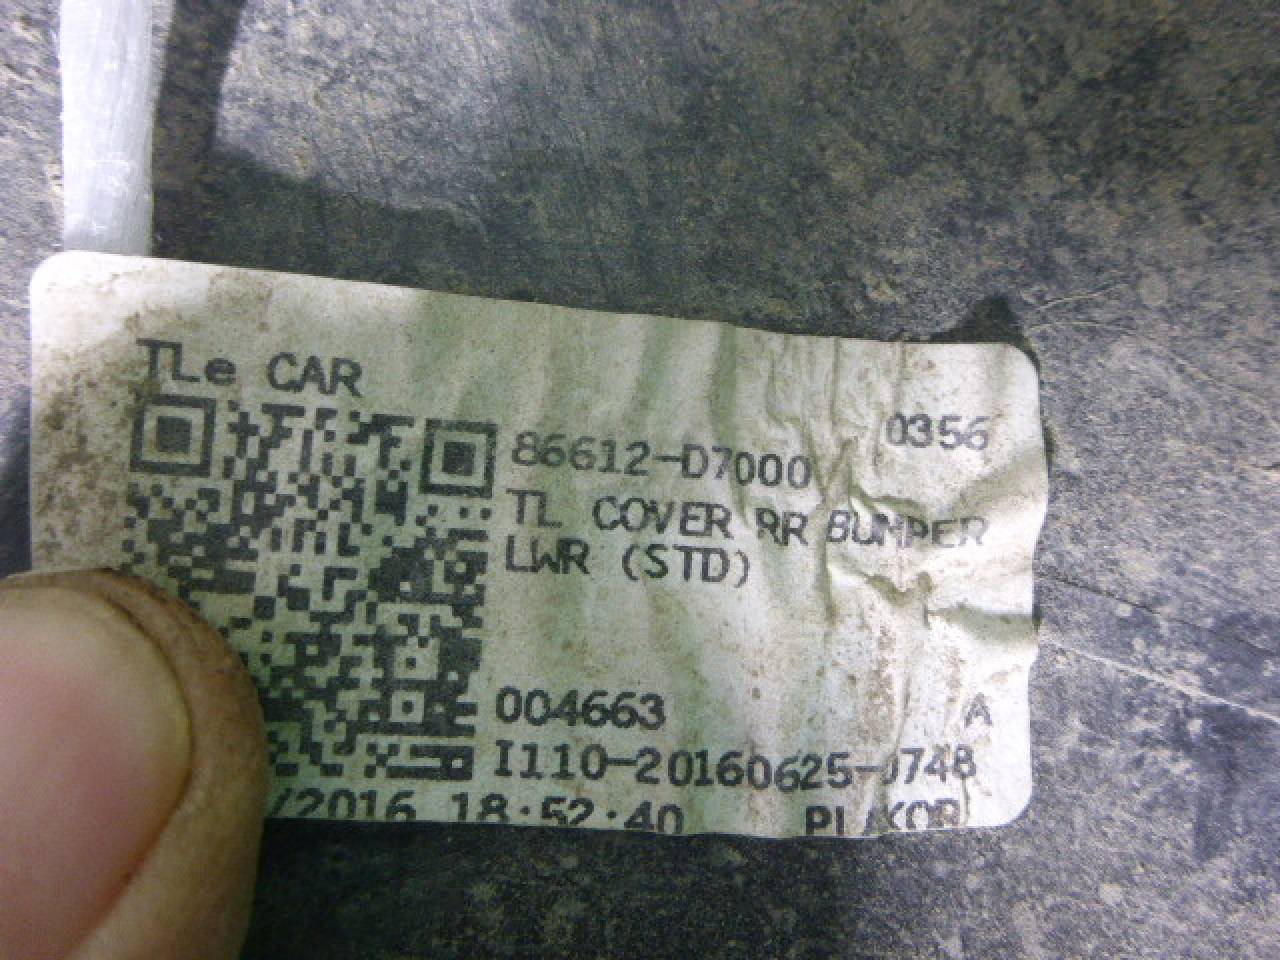 TLe CAR
86612-D7000 0356
TL COVER RR BUMPER
LWR (STD)
004663 A
I110-20160625-0748
/2016 18:52:40 PLAKOR